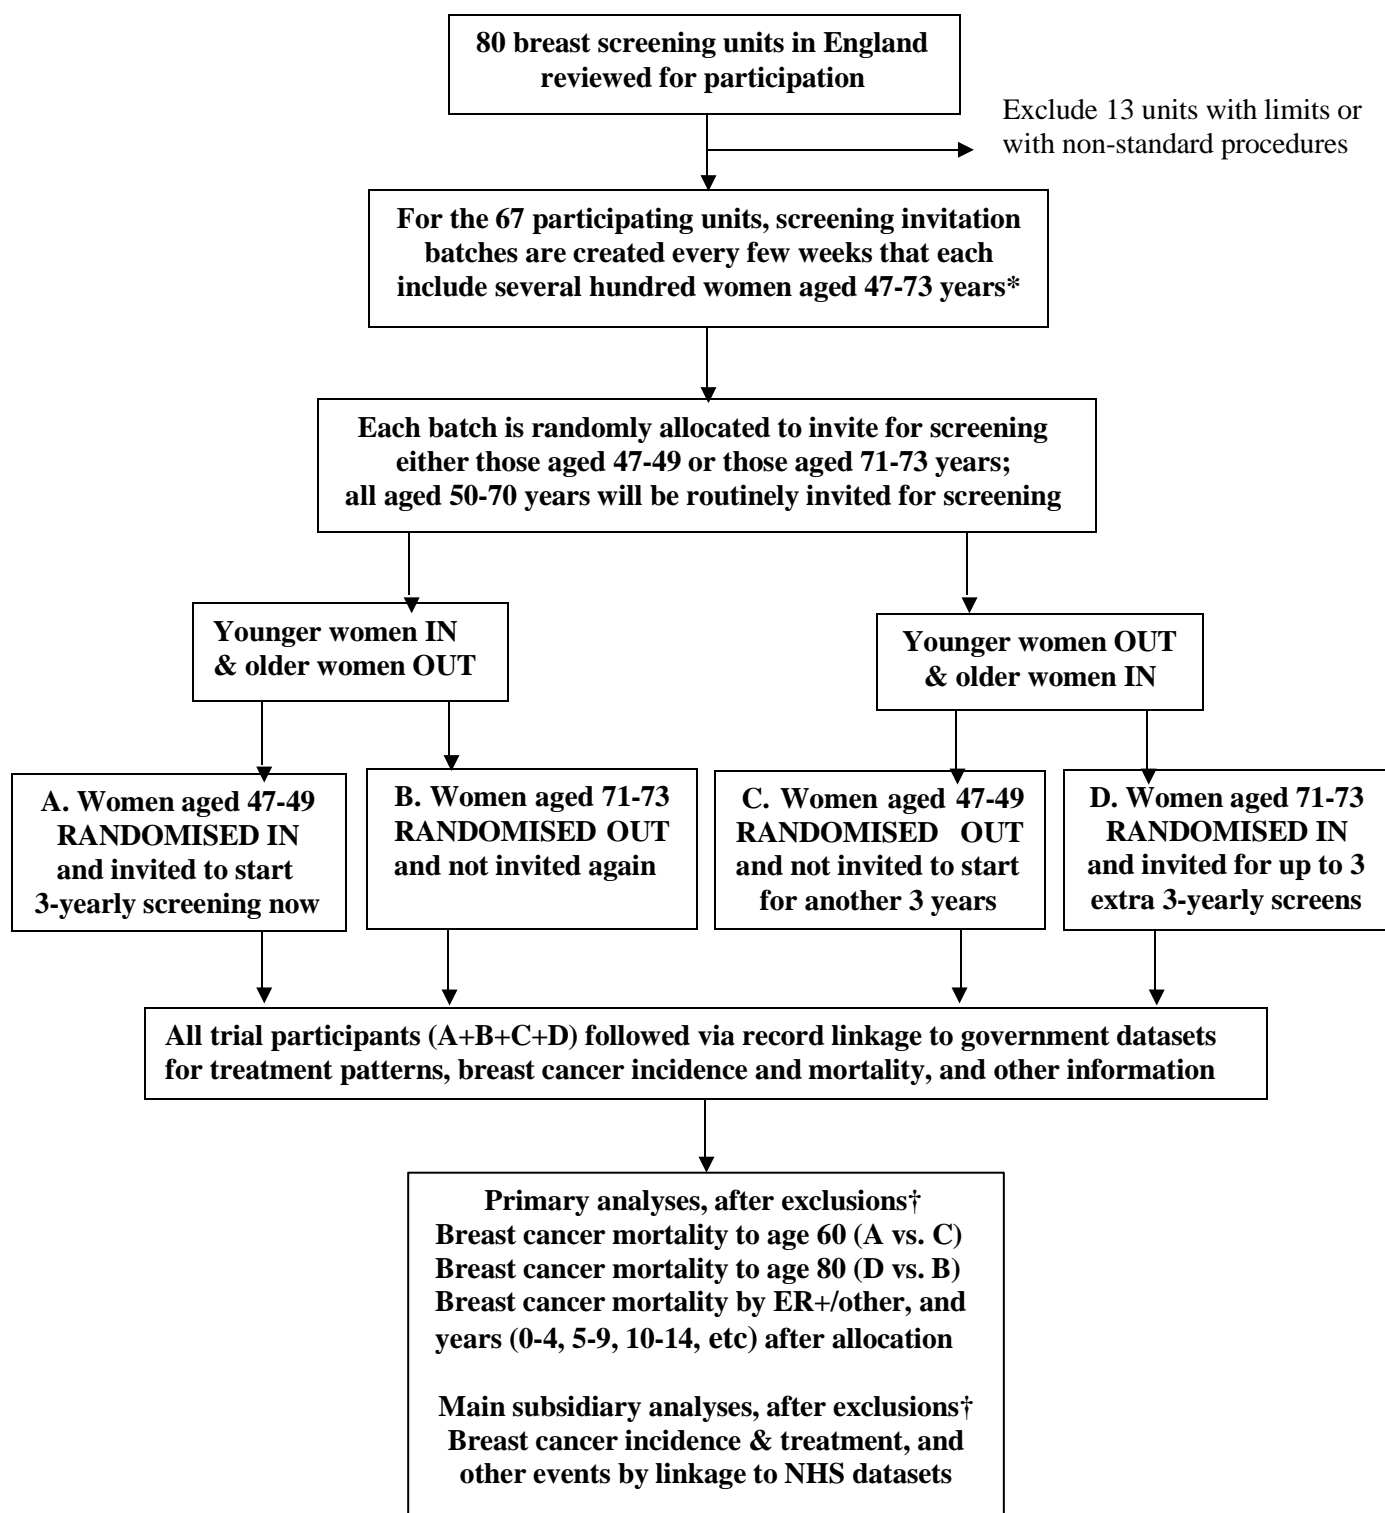 80 breast screening units in England
reviewed for participation
Exclude 13 units with limits or
with non-standard procedures
For the 67 participating units, screening invitation
batches are created every few weeks that each
include several hundred women aged 47-73 years*
Each batch is randomly allocated to invite for screening
either those aged 47-49 or those aged 71-73 years;
all aged 50-70 years will be routinely invited for screening
Younger women IN
& older women OUT
Younger women OUT
& older women IN
A. Women aged 47-49
RANDOMISED IN
and invited to start
3-yearly screening now
B. Women aged 71-73
RANDOMISED OUT
and not invited again
C. Women aged 47-49
RANDOMISED OUT
and not invited to start
for another 3 years
D. Women aged 71-73
RANDOMISED IN
and invited for up to 3
extra 3-yearly screens
All trial participants (A+B+C+D) followed via record linkage to government datasets
for treatment patterns, breast cancer incidence and mortality, and other information
Primary analyses, after exclusions†
Breast cancer mortality to age 60 (A vs. C)
Breast cancer mortality to age 80 (D vs. B)
Breast cancer mortality by ER+/other, and
years (0-4, 5-9, 10-14, etc) after allocation
Main subsidiary analyses, after exclusions†
Breast cancer incidence & treatment, and
other events by linkage to NHS datasets